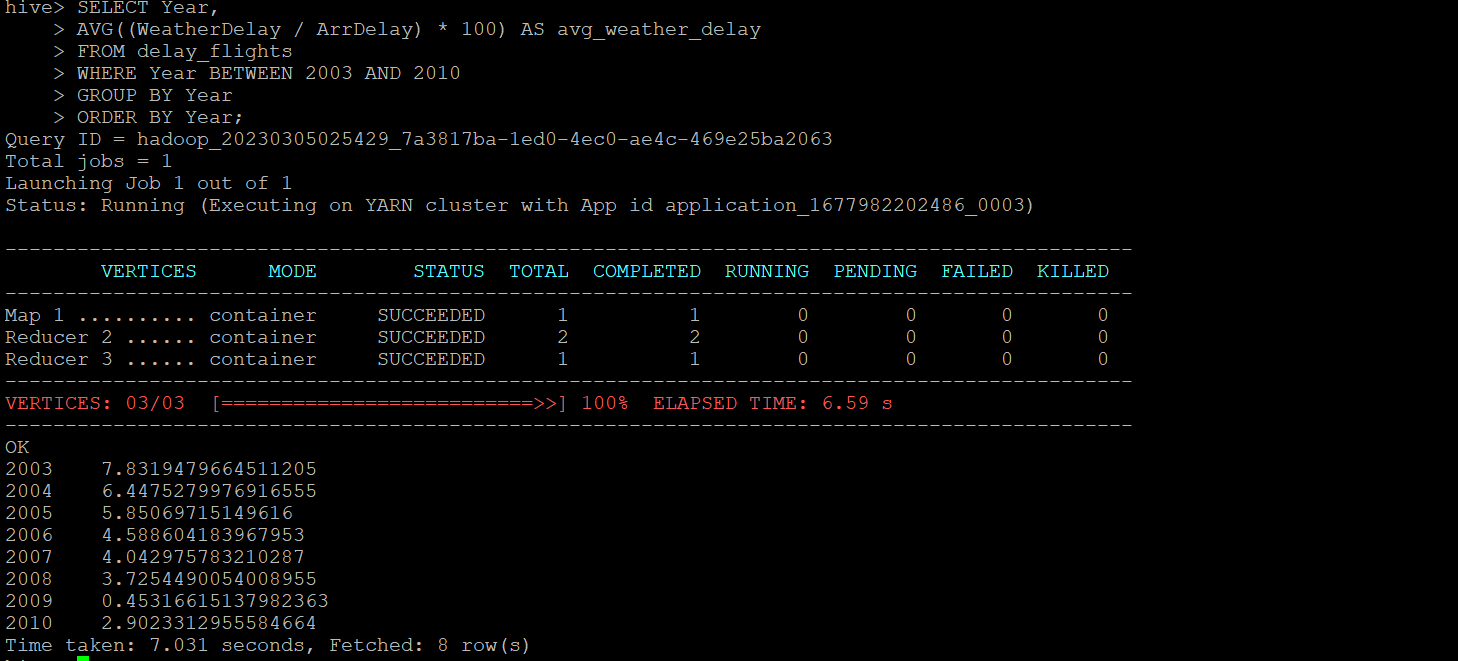 hive> SELECT Year,
    > AVG((WeatherDelay / ArrDelay) * 100) AS avg_weather_delay
    > FROM delay_flights
    > WHERE Year BETWEEN 2003 AND 2010
    > GROUP BY Year
    > ORDER BY Year;
Query ID = hadoop_20230305025429_7a3817ba-1ed0-4ec0-ae4c-469e25ba2063
Total jobs = 1
Launching Job 1 out of 1
Status: Running (Executing on YARN cluster with App id application_1677982202486_0003)
----------------------------------------------------------------------------------------------
        VERTICES      MODE        STATUS  TOTAL  COMPLETED  RUNNING  PENDING  FAILED  KILLED
----------------------------------------------------------------------------------------------
Map 1 .......... container     SUCCEEDED      1          1        0        0       0       0
Reducer 2 ...... container     SUCCEEDED      2          2        0        0       0       0
Reducer 3 ...... container     SUCCEEDED      1          1        0        0       0       0
----------------------------------------------------------------------------------------------
VERTICES: 03/03  [==========================>>] 100%  ELAPSED TIME: 6.59 s
----------------------------------------------------------------------------------------------
OK
2003    7.8319479664511205
2004    6.4475279976916555
2005    5.85069715149616
2006    4.588604183967953
2007    4.042975783210287
2008    3.7254490054008955
2009    0.45316615137982363
2010    2.9023312955584664
Time taken: 7.031 seconds, Fetched: 8 row(s)